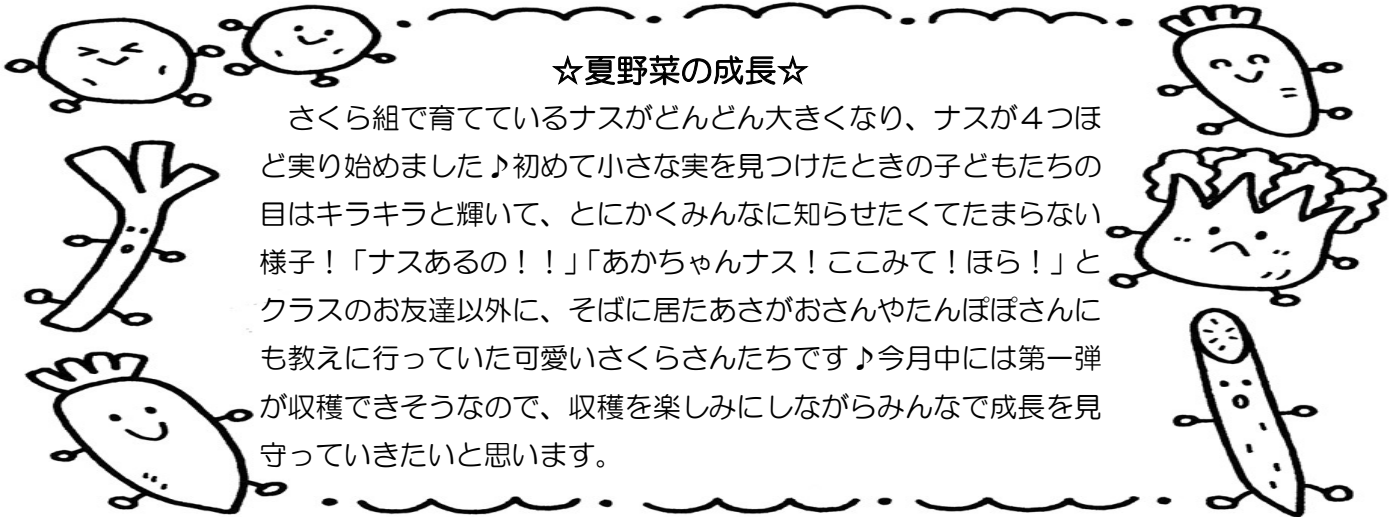 ☆夏野菜の成長☆
さくら組で育てているナスがどんどん大きくなり、ナスが４つほ
ど実り始めました♪初めて小さな実を見つけたときの子どもたちの
目はキラキラと輝いて、とにかくみんなに知らせたくてたまらない
様子！「ナスあるの！！」「あかちゃんナス！ここみて！ほら！」と
クラスのお友達以外に、そばに居たあさがおさんやたんぽぽさんに
も教えに行っていた可愛いさくらさんたちです♪今月中には第一弾
が収穫できそうなので、収穫を楽しみにしながらみんなで成長を見
守っていきたいと思います。